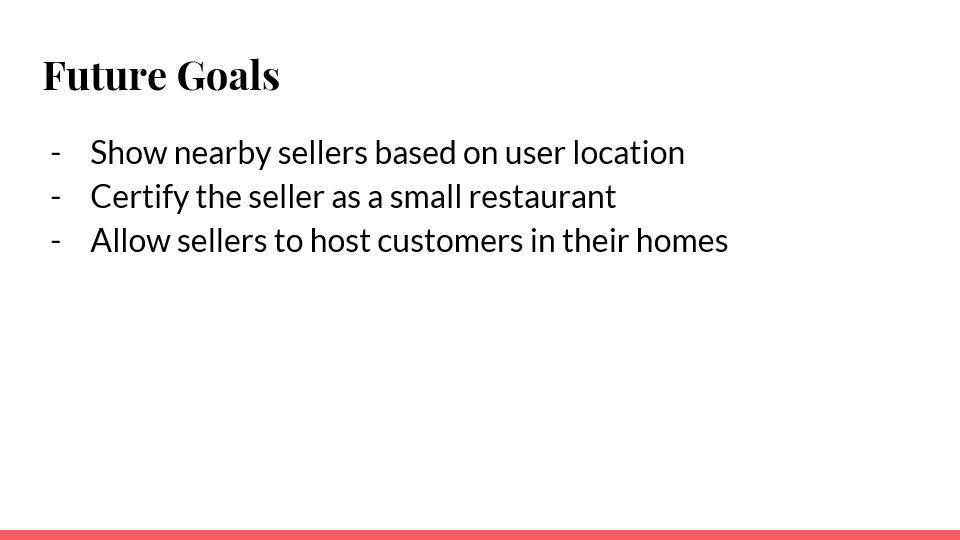 Future Goals
- Show nearby sellers based on user location
- Certify the seller as a small restaurant
- Allow sellers to host customers in their homes